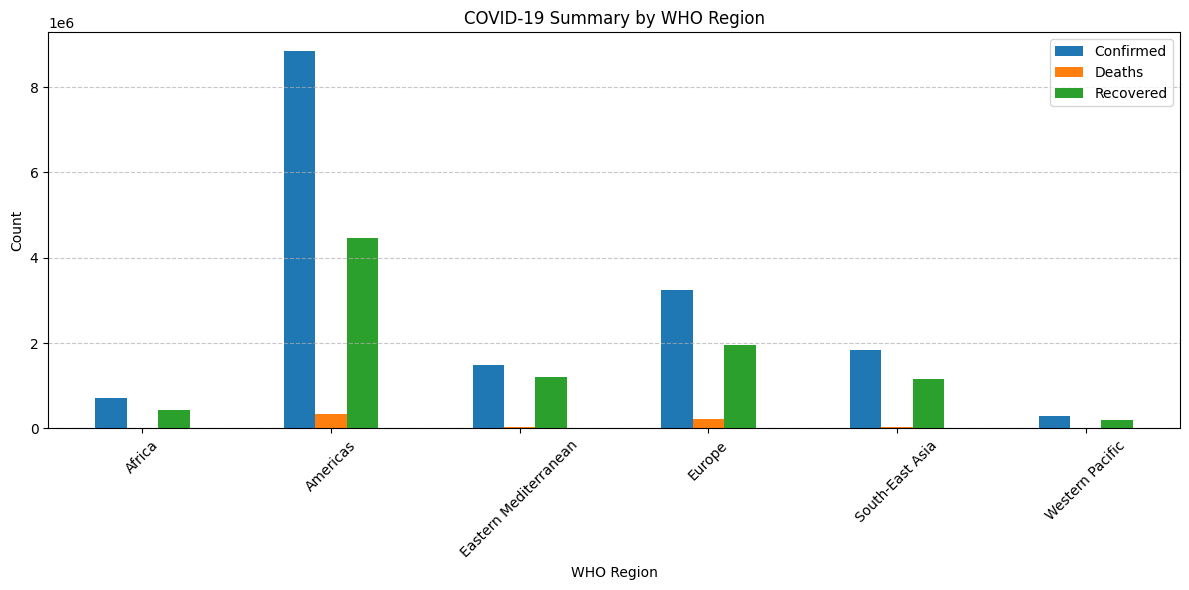 COVID-19 Summary by WHO Region
1e6
Confirmed
Deaths
Recovered
8
6
4
2
0
Count
Africa
Americas
Eastern Mediterranean
Europe
South-East Asia
Western Pacific
WHO Region